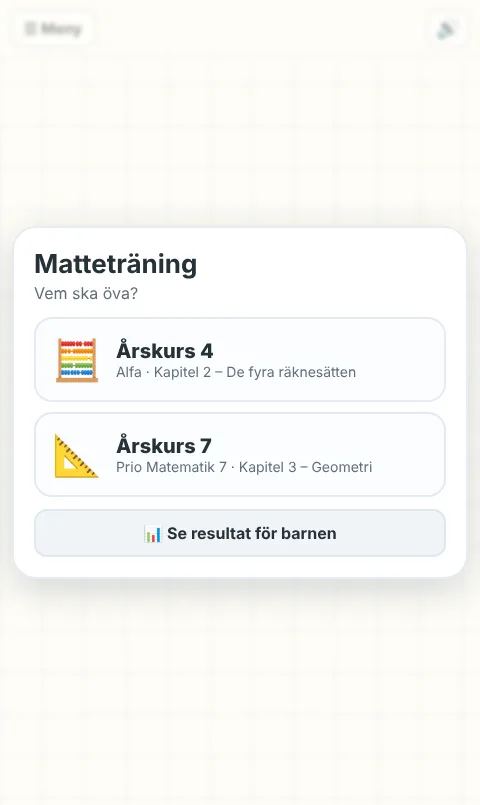 ☰ Meny
Matteträning
Vem ska öva?
Årskurs 4
Alfa · Kapitel 2 – De fyra räknesätten
Årskurs 7
Prio Matematik 7 · Kapitel 3 – Geometri
Se resultat för barnen